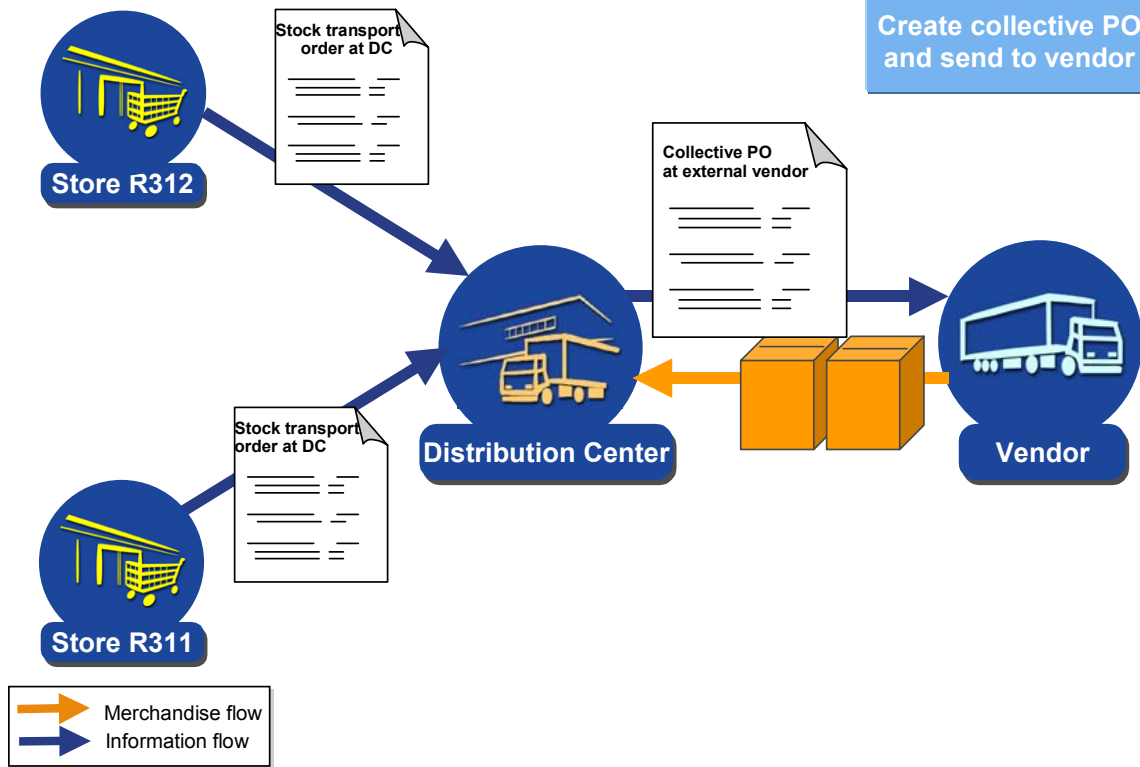 Create collective PO
and send to vendor
Stock transport
order at DC
Store R312
Collective PO
at external vendor
Distribution Center
Vendor
Stock transport
order at DC
Store R311
Merchandise flow
Information flow